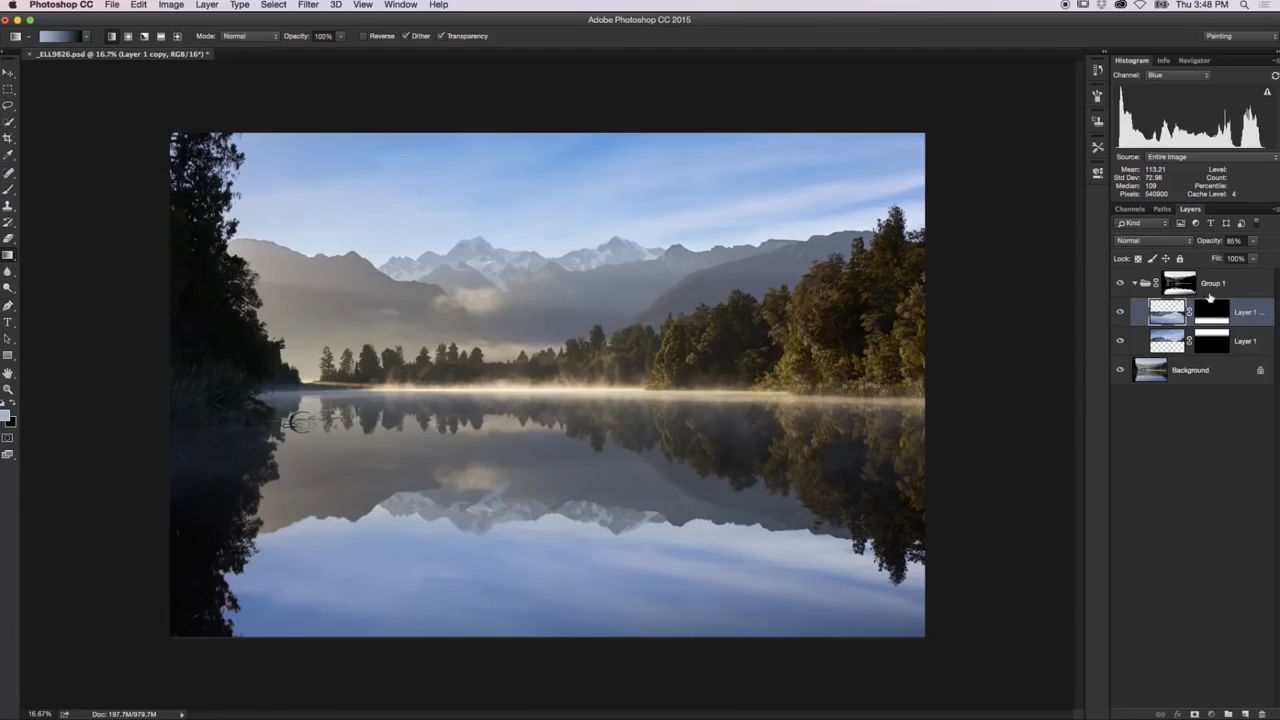 Photoshop CC File Edit Image Layer Type Select Filter 3D View Window Help Thu 3:48 PM
Adobe Photoshop CC 2015
Mode: Normal Opacity: 100% Reverse Dither Transparency Painting
× _ELL9826.psd @ 16.7% (Layer 1 copy, RGB/16*) *
Histogram Info Navigator
Channel: Blue
Source: Entire Image
Mean: 113.21 Level:
Std Dev: 72.98 Count:
Median: 109 Percentile:
Pixels: 540900 Cache Level: 4
Channels Paths Layers
Kind
Normal Opacity: 85%
Lock: Fill: 100%
Group 1
Layer 1 ...
Layer 1
Background
16.67% Doc: 197.7M/979.7M